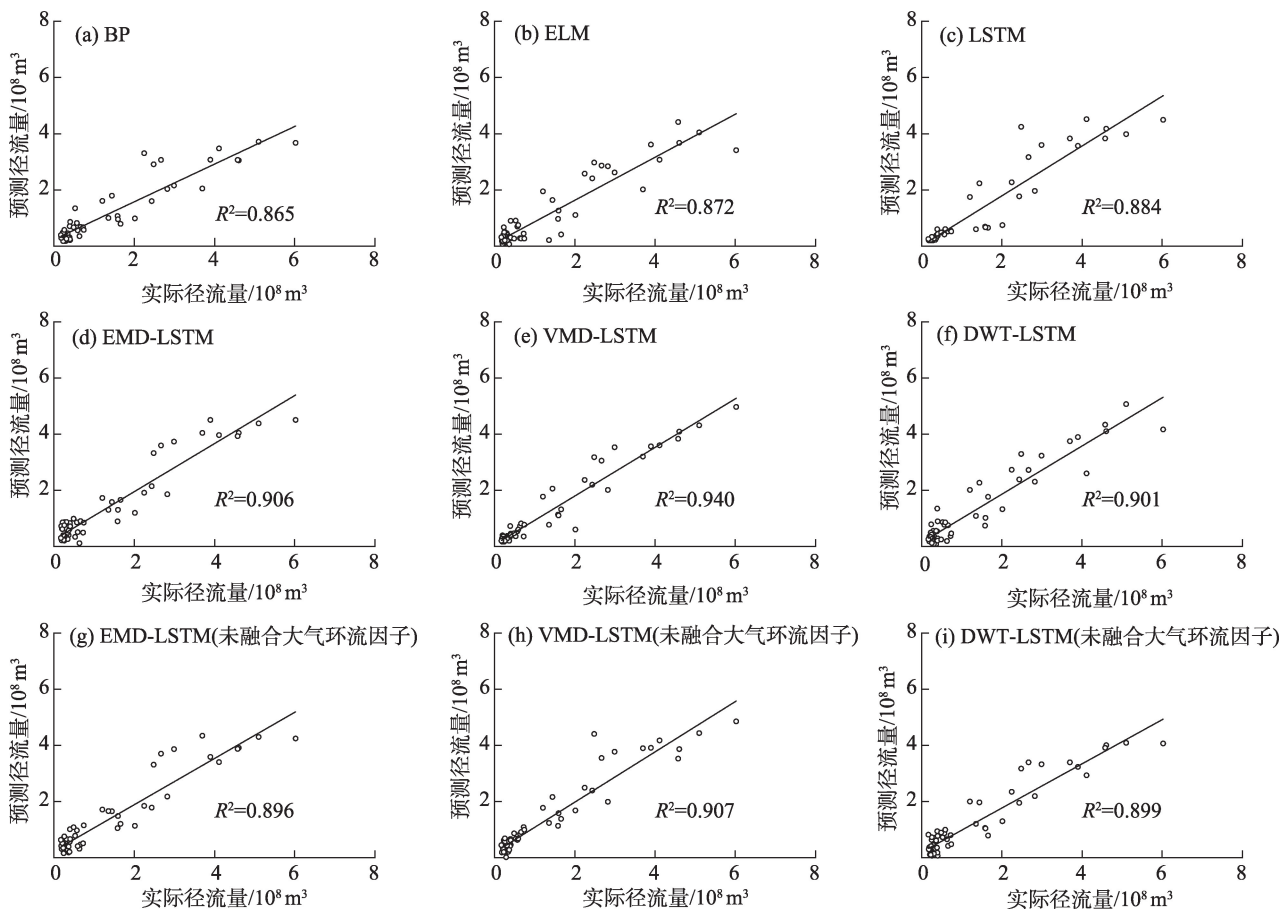 (a) BP
8
6
4
2
0 2 4 6 8
预测径流量/10⁸ m³
实际径流量/10⁸ m³
R²=0.865
(b) ELM
8
6
4
2
0 2 4 6 8
预测径流量/10⁸ m³
实际径流量/10⁸ m³
R²=0.872
(c) LSTM
8
6
4
2
0 2 4 6 8
预测径流量/10⁸ m³
实际径流量/10⁸ m³
R²=0.884
(d) EMD-LSTM
8
6
4
2
0 2 4 6 8
预测径流量/10⁸ m³
实际径流量/10⁸ m³
R²=0.906
(e) VMD-LSTM
8
6
4
2
0 2 4 6 8
预测径流量/10⁸ m³
实际径流量/10⁸ m³
R²=0.940
(f) DWT-LSTM
8
6
4
2
0 2 4 6 8
预测径流量/10⁸ m³
实际径流量/10⁸ m³
R²=0.901
(g) EMD-LSTM(未融合大气环流因子)
8
6
4
2
0 2 4 6 8
预测径流量/10⁸ m³
实际径流量/10⁸ m³
R²=0.896
(h) VMD-LSTM(未融合大气环流因子)
8
6
4
2
0 2 4 6 8
预测径流量/10⁸ m³
实际径流量/10⁸ m³
R²=0.907
(i) DWT-LSTM(未融合大气环流因子)
8
6
4
2
0 2 4 6 8
预测径流量/10⁸ m³
实际径流量/10⁸ m³
R²=0.899